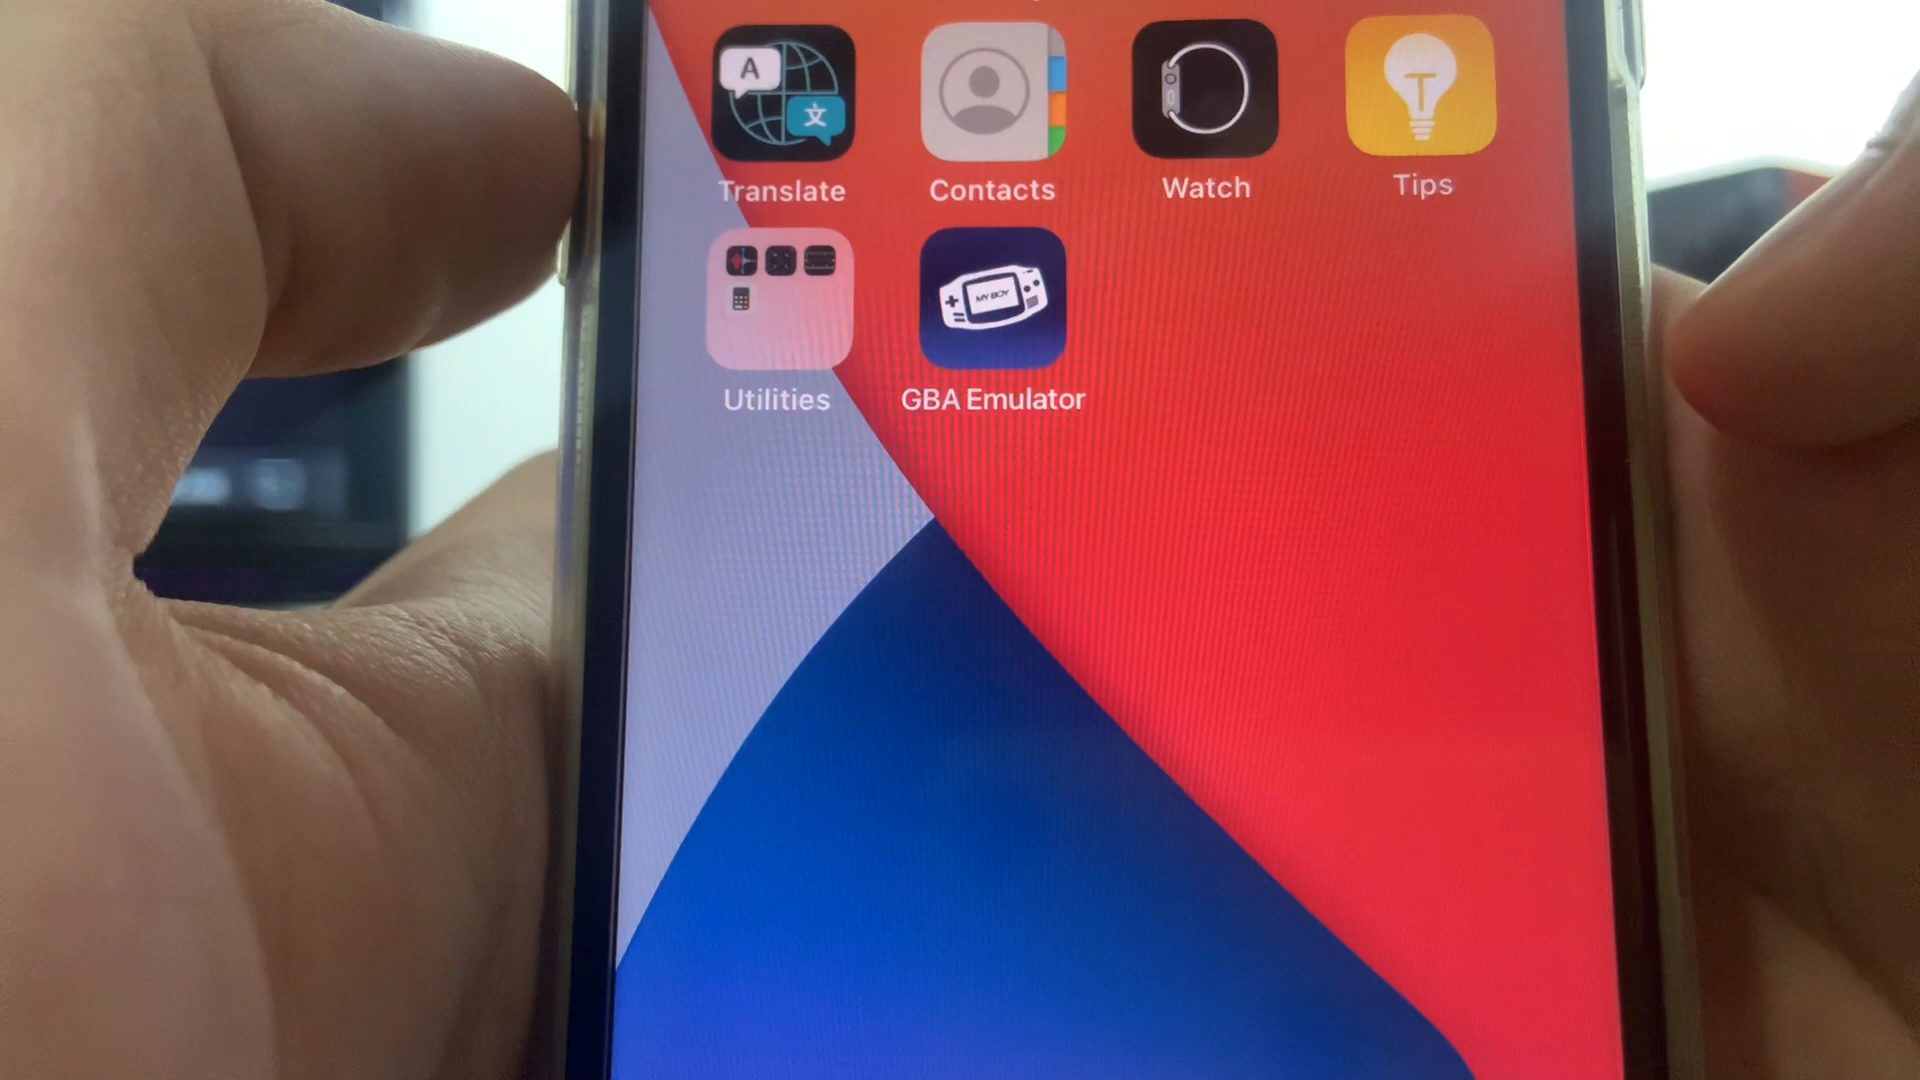 A
文
T
Translate
Contacts
Watch
Tips
MY BOY
Utilities
GBA Emulator